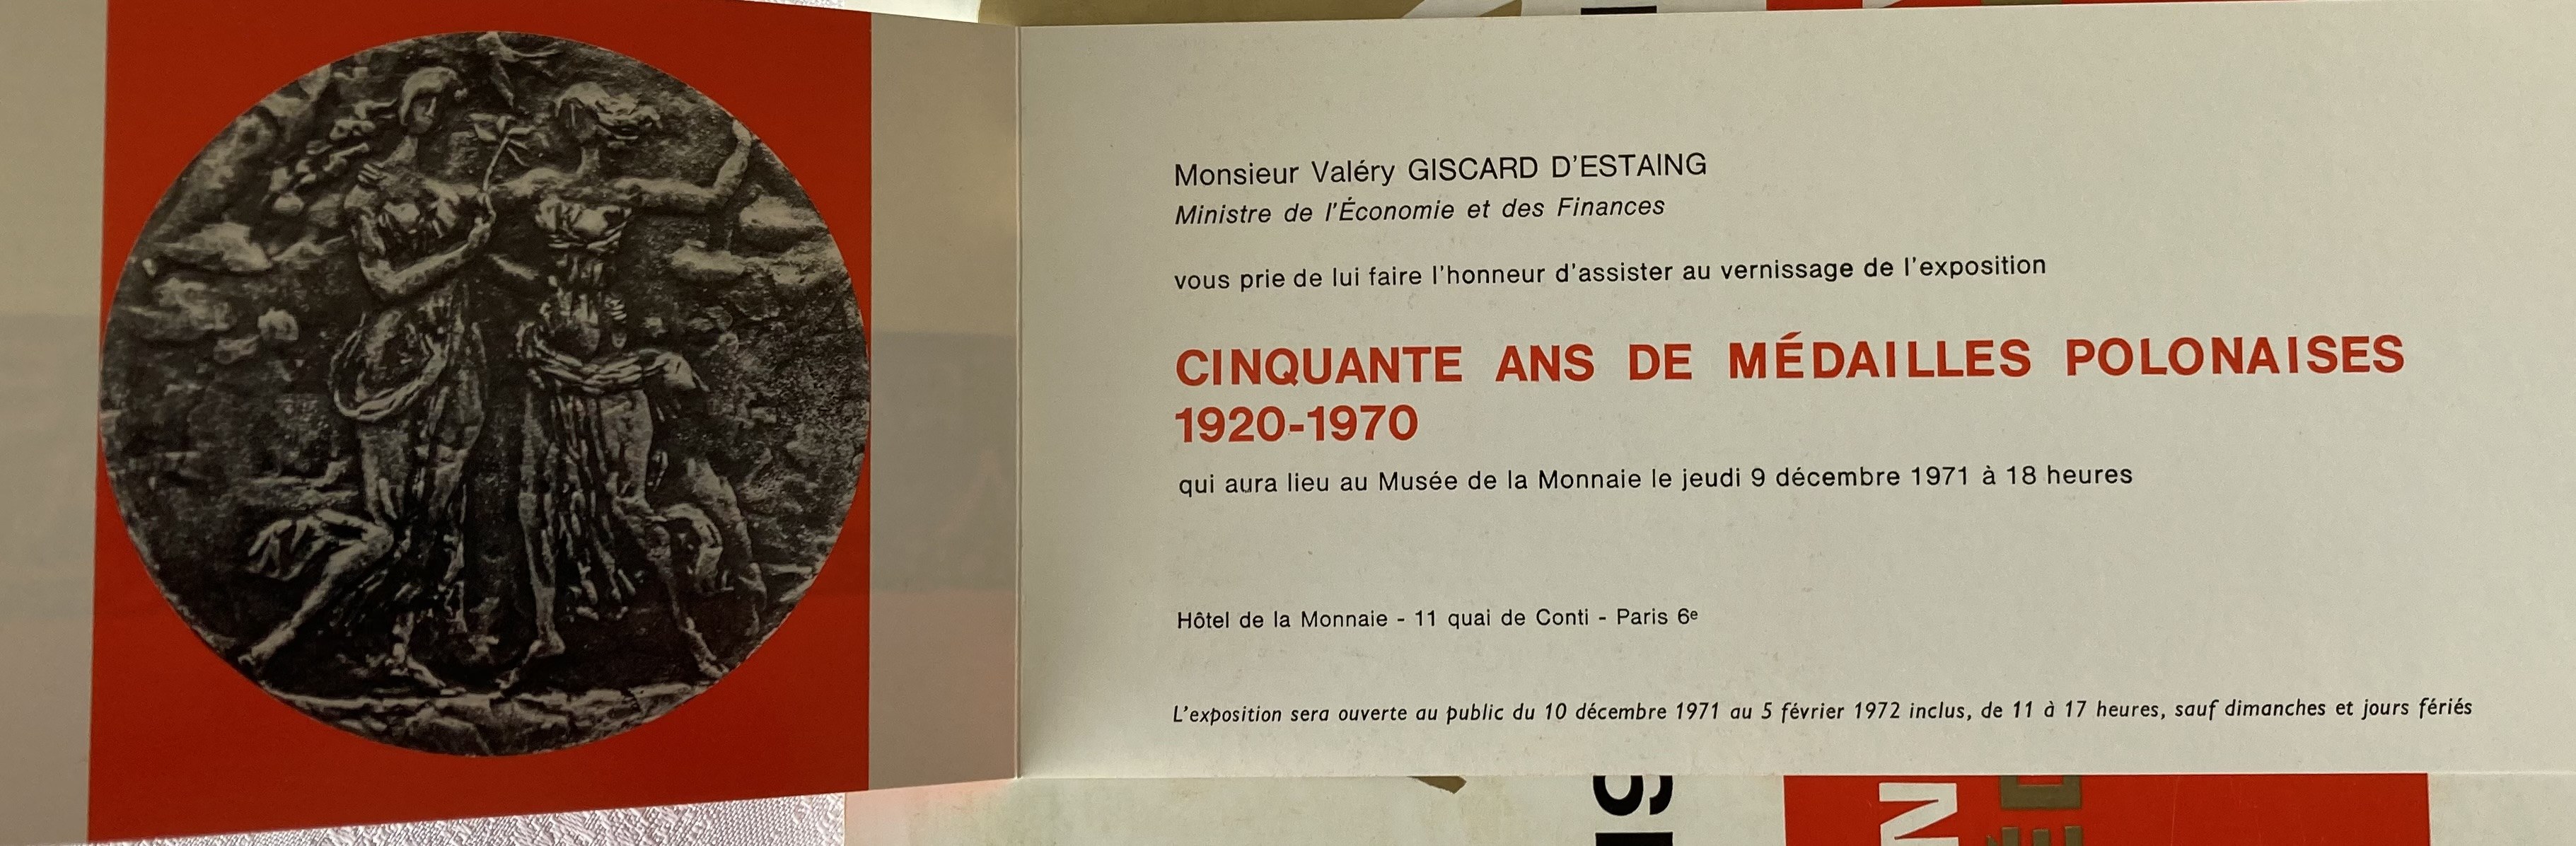 Monsieur Valéry GISCARD D'ESTAING
Ministre de l'Économie et des Finances
vous prie de lui faire l'honneur d'assister au vernissage de l'exposition
CINQUANTE ANS DE MÉDAILLES POLONAISES
1920-1970
qui aura lieu au Musée de la Monnaie le jeudi 9 décembre 1971 à 18 heures
Hôtel de la Monnaie - 11 quai de Conti - Paris 6e
L'exposition sera ouverte au public du 10 décembre 1971 au 5 février 1972 inclus, de 11 à 17 heures, sauf dimanches et jours fériés